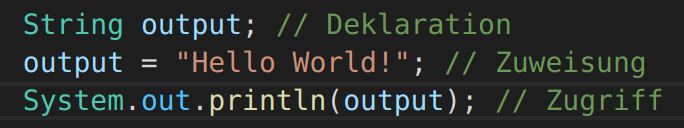 String output; // Deklaration
output = "Hello World!"; // Zuweisung
System.out.println(output); // Zugriff